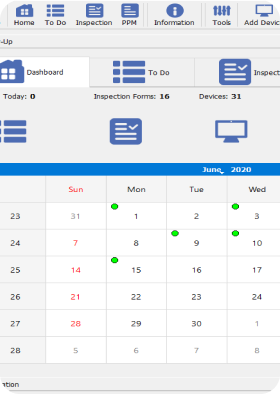 Home To Do Inspection PPM Information Tools Add Devic
-Up
Dashboard To Do Inspect
Today: 0 Inspection Forms: 16 Devices: 31
June, 2020
Sun Mon Tue Wed
23 31 1 2 3
24 7 8 9 10
25 14 15 16 17
26 21 22 23 24
27 28 29 30 1
28 5 6 7 8
ntion